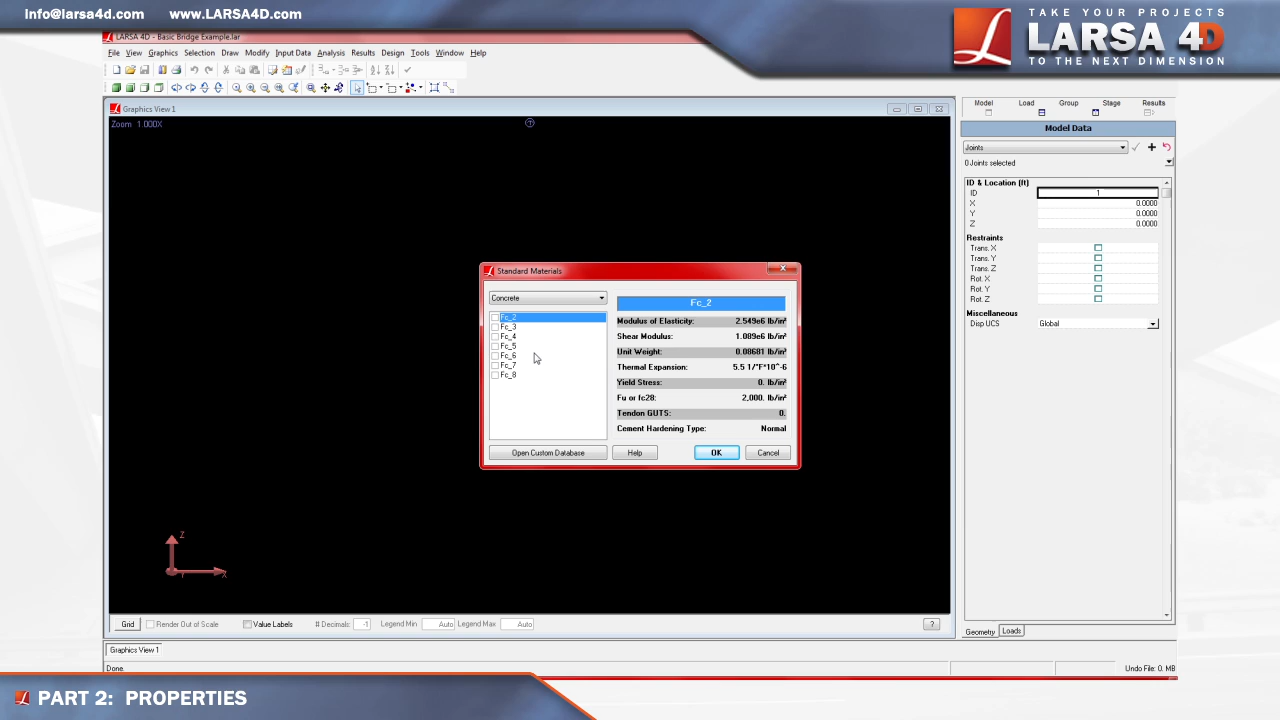 Info@larsa4d.com www.LARSA4D.com
TAKE YOUR PROJECTS
LARSA 4D
TO THE NEXT DIMENSION
LARSA 4D - Basic Bridge Example.lar
File View Graphics Selection Draw Modify Input Data Analysis Results Design Tools Window Help
Graphics View 1
Zoom 1.000X
Model Load Group Stage Results
Model Data
Joints
0 Joints selected
ID & Location (ft)
ID 1
X 0.0000
Y 0.0000
Z 0.0000
Restraints
Trans. X
Trans. Y
Trans. Z
Rot. X
Rot. Y
Rot. Z
Miscellaneous
Disp UCS Global
Standard Materials
Concrete
Fc_2
Fc_3
Fc_4
Fc_5
Fc_6
Fc_7
Fc_8
Fc_2
Modulus of Elasticity: 2.549e6 lb/in²
Shear Modulus: 1.089e6 lb/in²
Unit Weight: 0.08681 lb/in³
Thermal Expansion: 5.5 1/°F*10^-6
Yield Stress: 0. lb/in²
Fu or fc28: 2,000. lb/in²
Tendon GUTS: 0.
Cement Hardening Type: Normal
Open Custom Database Help OK Cancel
Z
Y X
Grid Render Out of Scale Value Labels # Decimals: -1 Legend Min Auto Legend Max Auto ?
Geometry Loads
Graphics View 1
Done. Undo File: 0. MB
PART 2: PROPERTIES